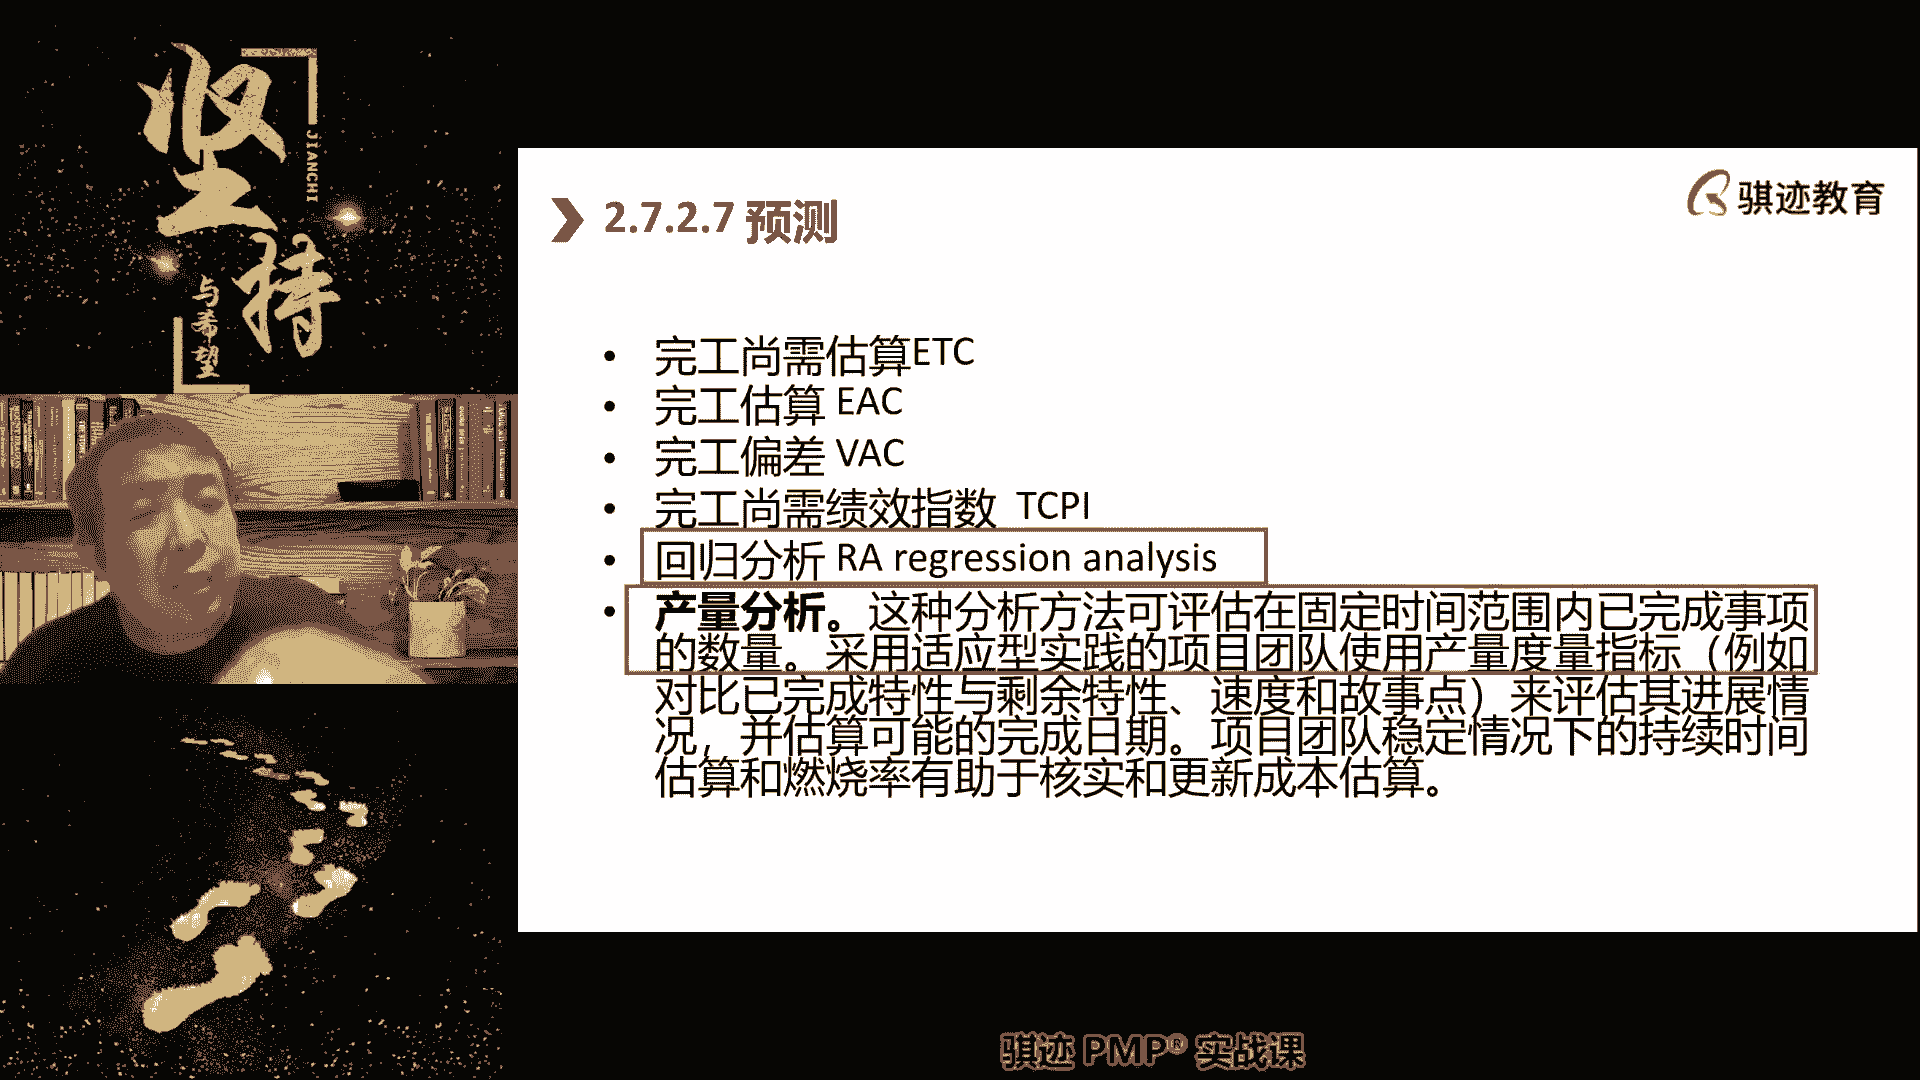 坚持
JIANCHI
与希望
骐迹教育
2.7.2.7 预测
• 完工尚需估算ETC
• 完工估算 EAC
• 完工偏差 VAC
• 完工尚需绩效指数 TCPI
• 回归分析 RA regression analysis
• 产量分析。这种分析方法可评估在固定时间范围内已完成事项
的数量。采用适应型实践的项目团队使用产量度量指标（例如
对比已完成特性与剩余特性、速度和故事点）来评估其进展情
况，并估算可能的完成日期。项目团队稳定情况下的持续时间
估算和燃烧率有助于核实和更新成本估算。
骐迹 PMP® 实战课